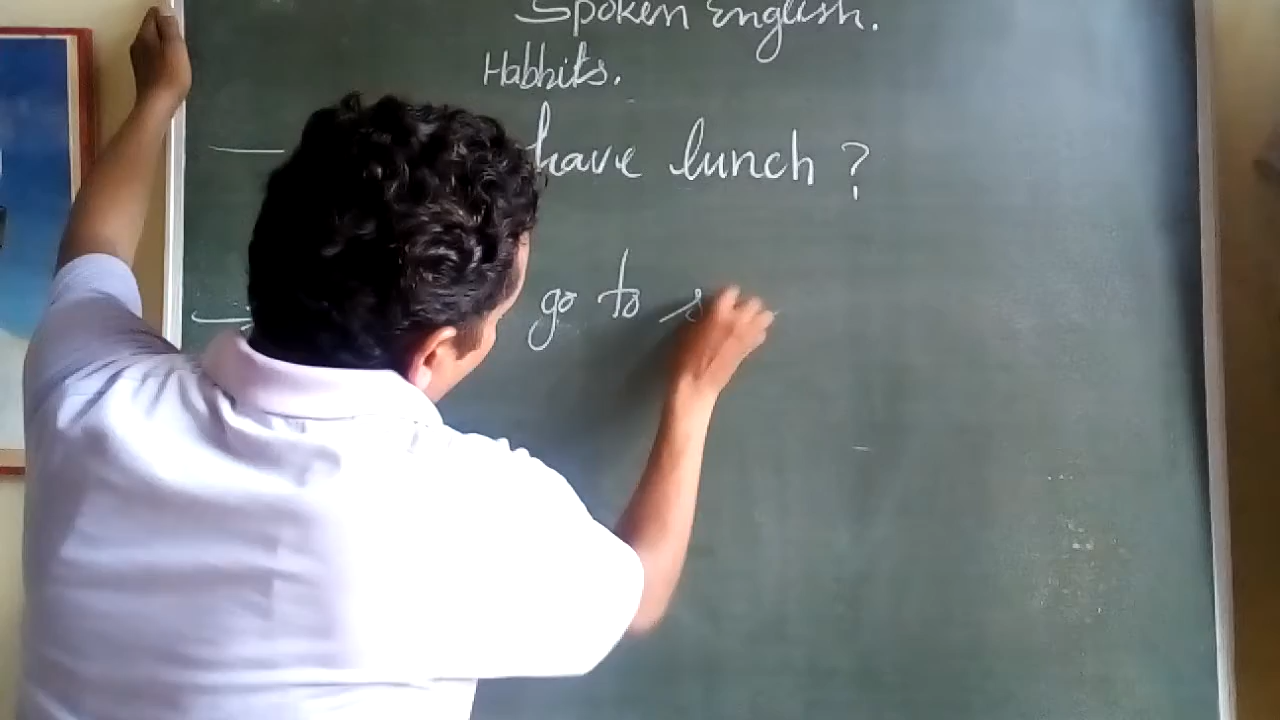 Spoken English.
Habbits.
have lunch ?
go to s